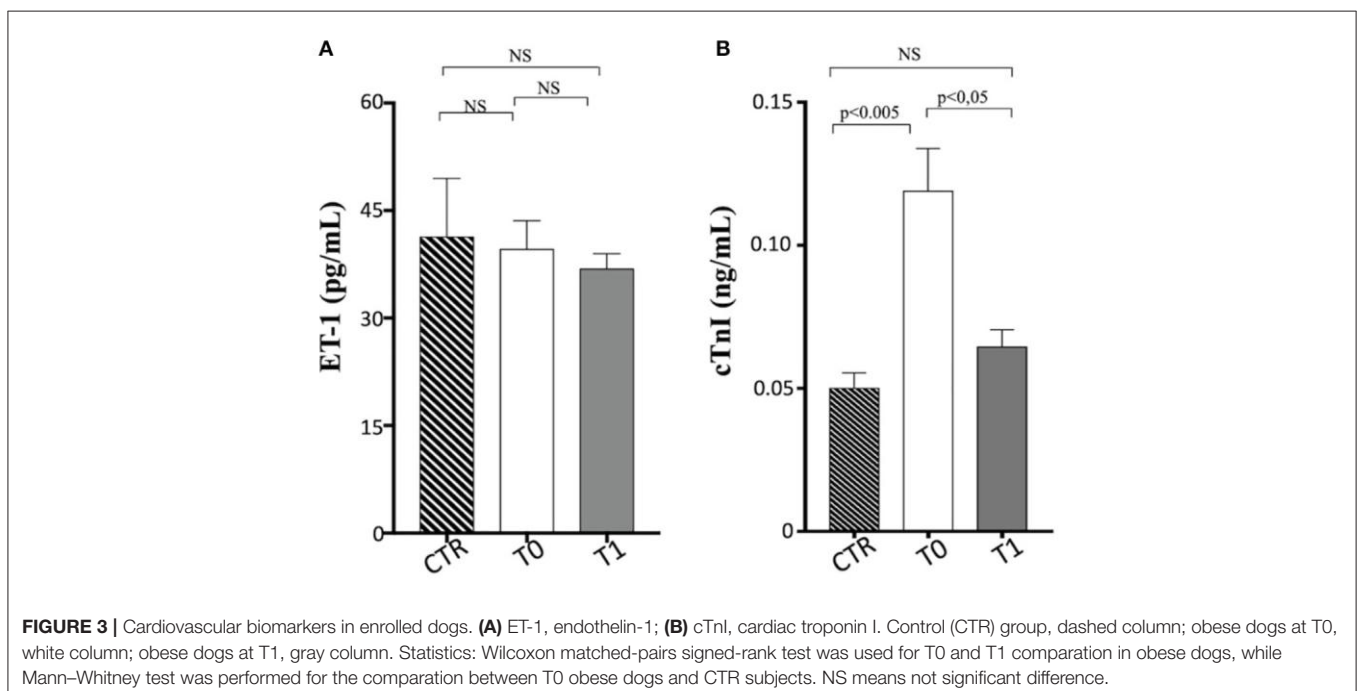 A
NS
NS
NS
60
45
30
15
0
ET-1 (pg/mL)
CTR
T0
T1
B
NS
p<0.005
p<0,05
0.15
0.10
0.05
0
cTnI (ng/mL)
CTR
T0
T1
FIGURE 3 | Cardiovascular biomarkers in enrolled dogs. (A) ET-1, endothelin-1; (B) cTnI, cardiac troponin I. Control (CTR) group, dashed column; obese dogs at T0,
white column; obese dogs at T1, gray column. Statistics: Wilcoxon matched-pairs signed-rank test was used for T0 and T1 comparation in obese dogs, while
Mann–Whitney test was performed for the comparation between T0 obese dogs and CTR subjects. NS means not significant difference.